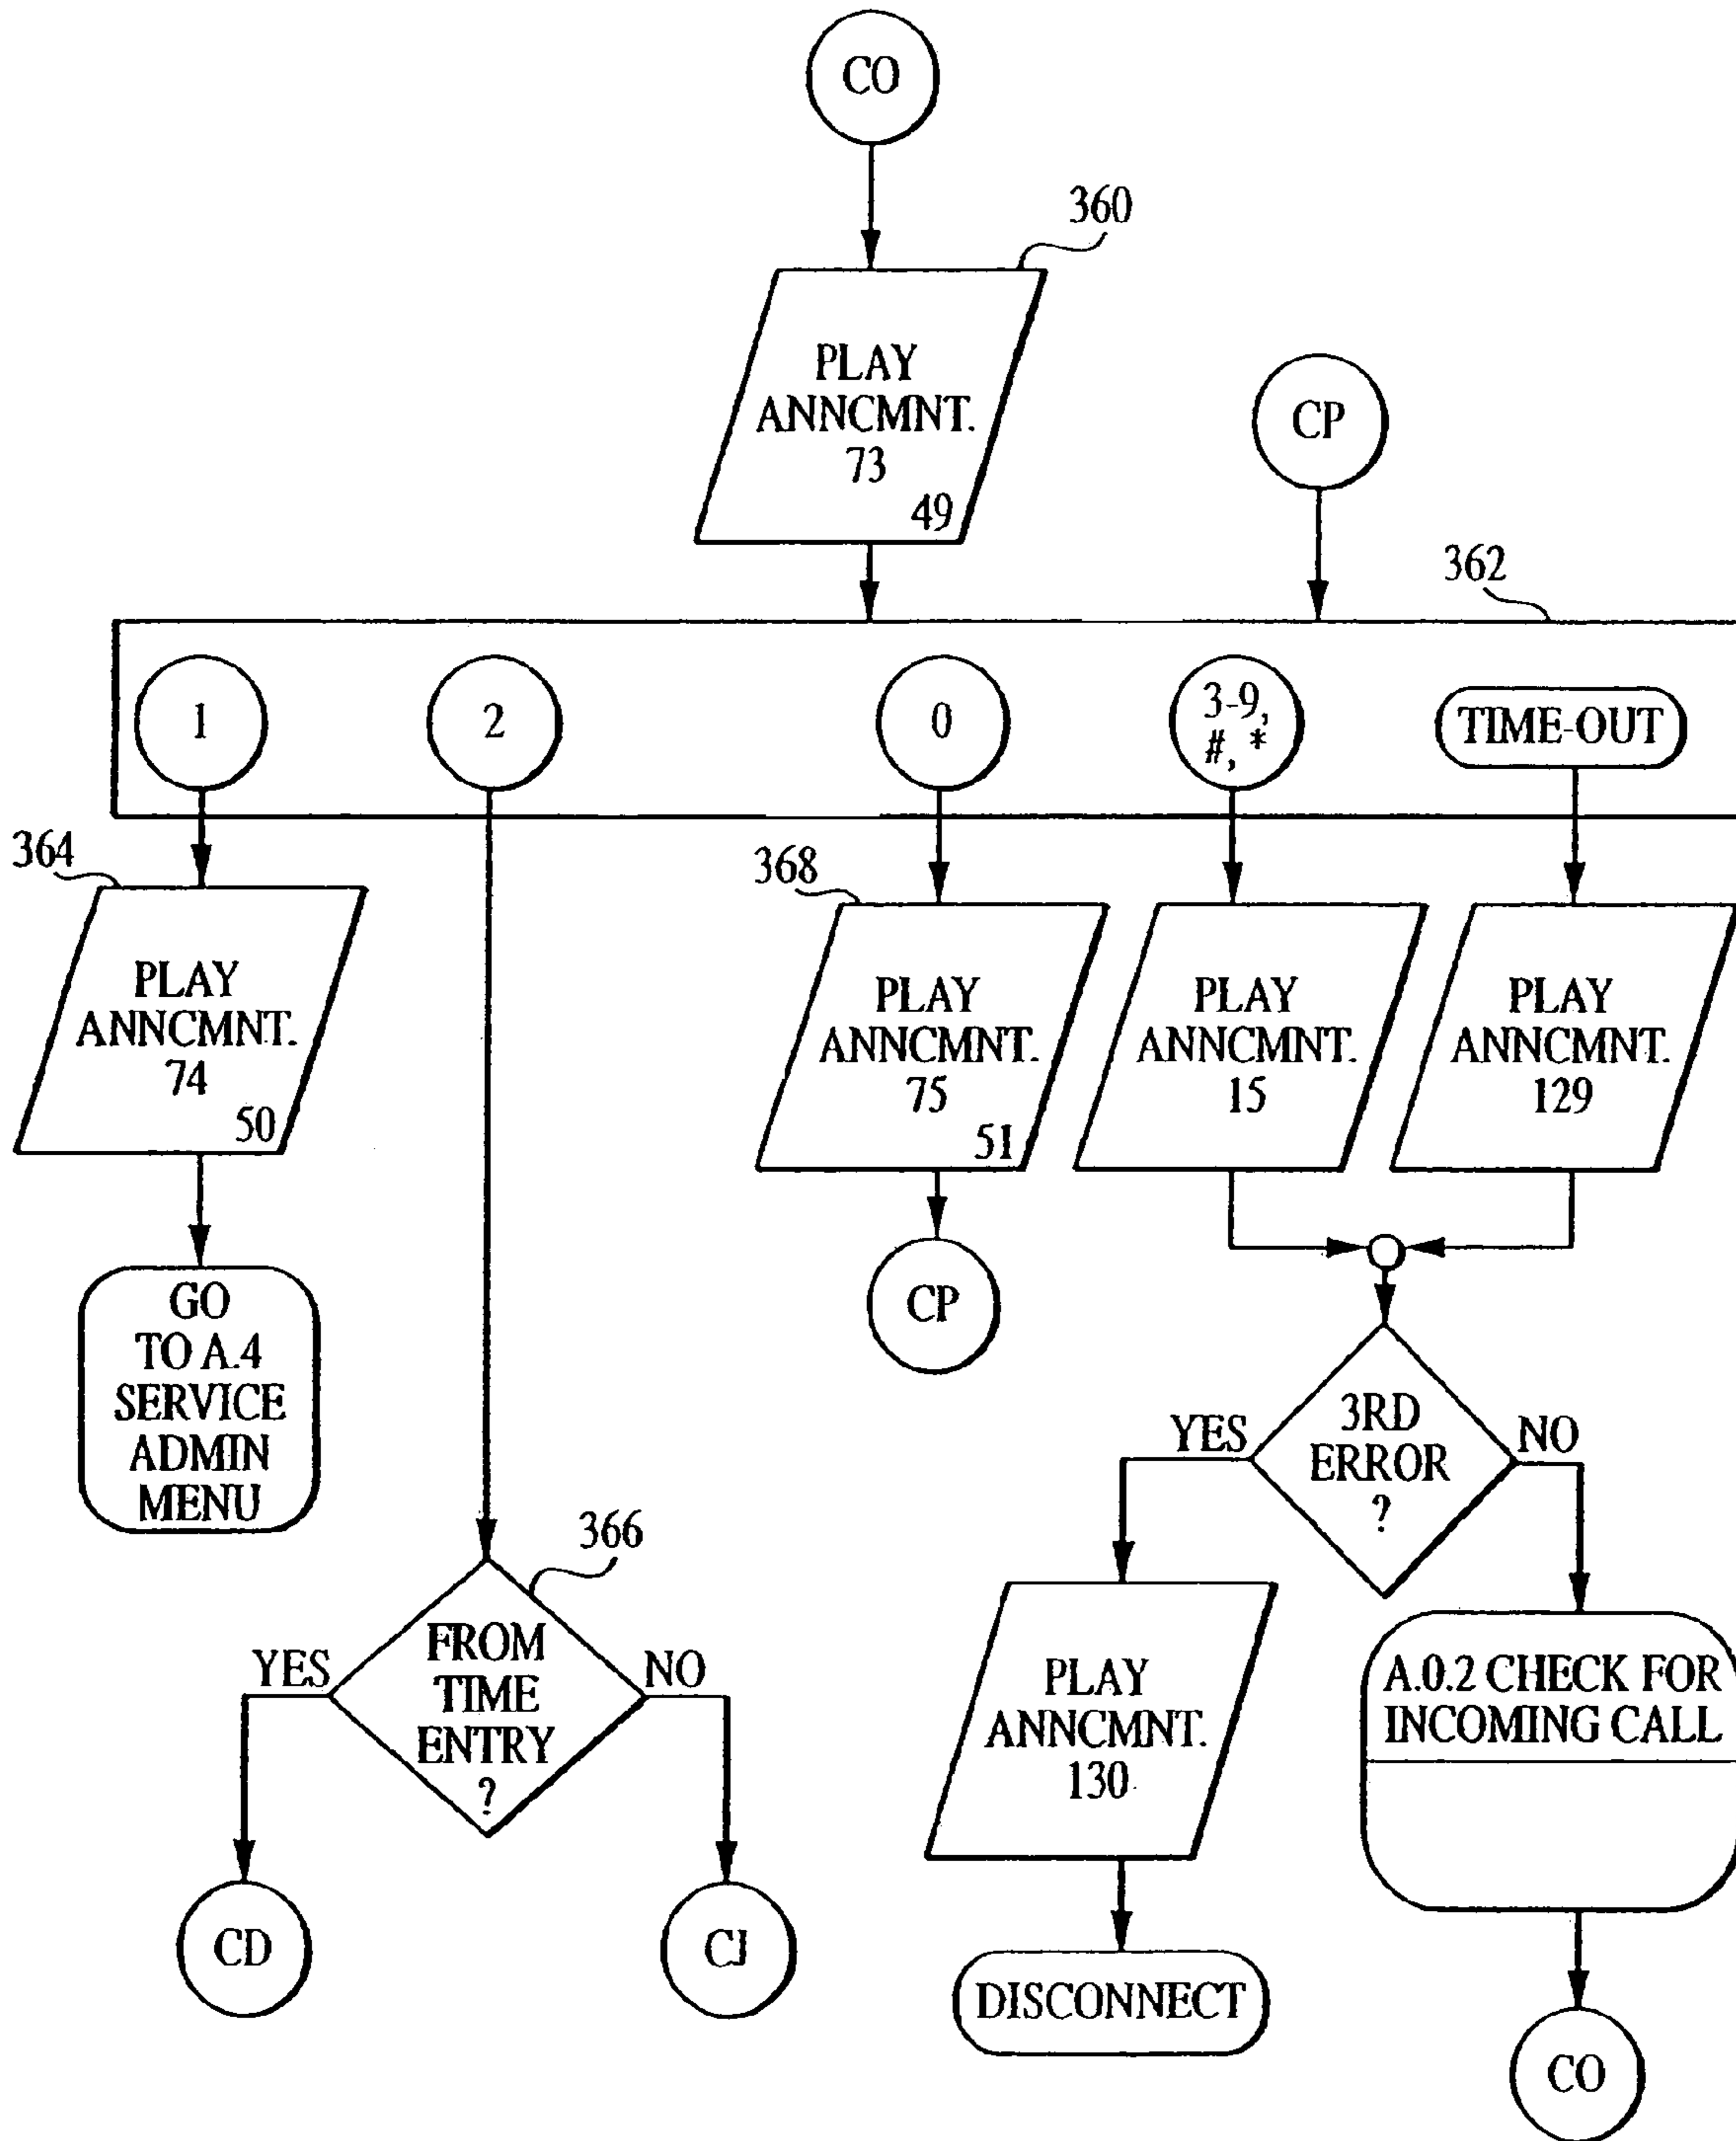 CO
360
PLAY
ANNCMNT.
73
49
CP
362
1
2
0
3-9,
#, *
TIME-OUT
364
PLAY
ANNCMNT.
74
50
368
PLAY
ANNCMNT.
75
51
PLAY
ANNCMNT.
15
PLAY
ANNCMNT.
129
GO
TO A.4
SERVICE
ADMIN
MENU
CP
3RD
ERROR
?
YES
NO
366
FROM
TIME
ENTRY
?
YES
NO
PLAY
ANNCMNT.
130
A.0.2 CHECK FOR
INCOMING CALL
CD
CJ
DISCONNECT
CO